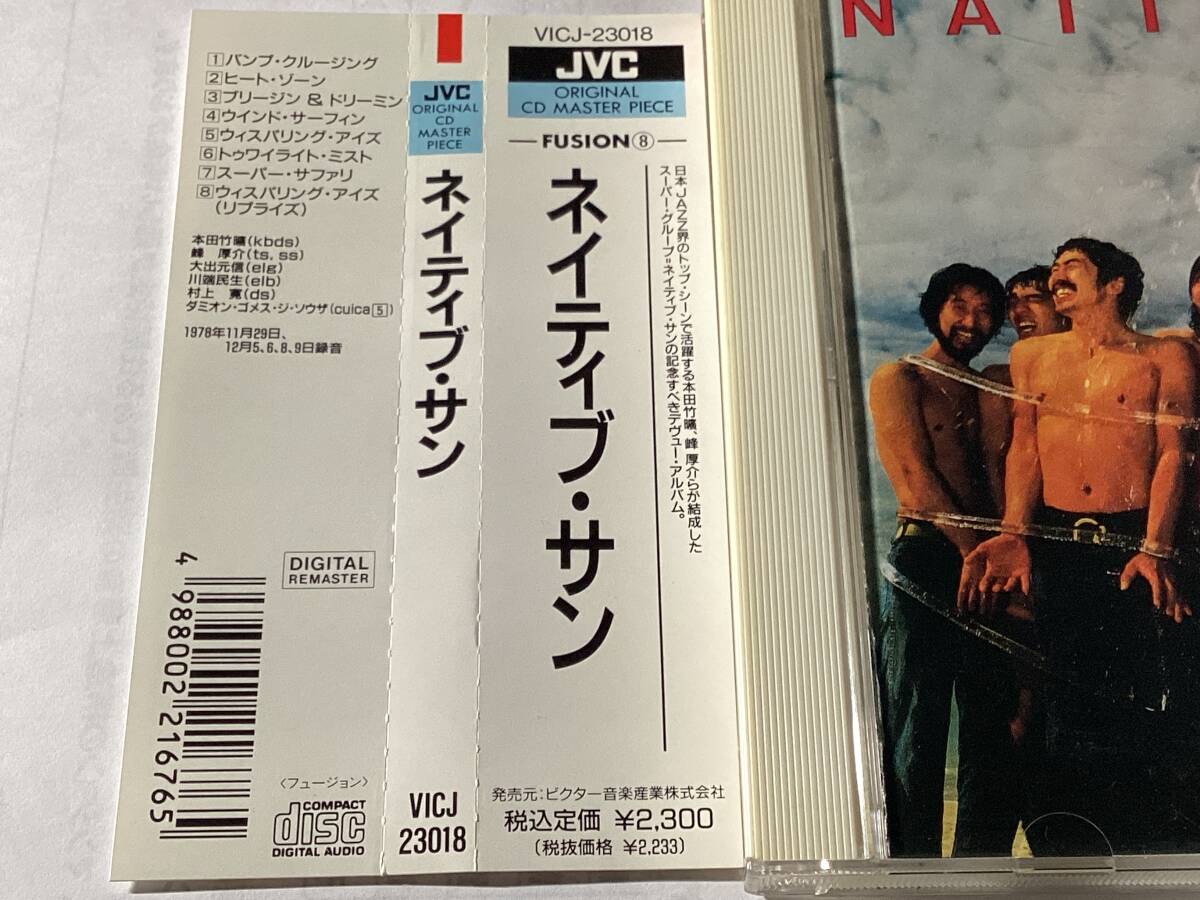 1 バンプ・クルージング
2 ヒート・ゾーン
3 ブリージン & ドリーミン
4 ウインド・サーフィン
5 ウィスパリング・アイズ
6 トゥワイライト・ミスト
7 スーパー・サファリ
8 ウィスパリング・アイズ
(リプライズ)
本田竹曠(kbds)
峰 厚介(ts, ss)
大出元信(elg)
川端民生(elb)
村上 寛(ds)
ダミオン・ゴメス・ジ・ソウザ(cuica 5)
1978年11月29日、
12月5、6、8、9日録音
DIGITAL
REMASTER
4 988002 216765
〈フュージョン〉
COMPACT
disc
DIGITAL AUDIO
JVC
ORIGINAL
CD
MASTER
PIECE
ネイティブ・サン
VICJ
23018
VICJ-23018
JVC
ORIGINAL
CD MASTER PIECE
FUSION⑧
日本JAZZ界のトップ・シーンで活躍する本田竹曠、峰 厚介らが結成した
スーパー・グループ"ネイティブ・サンの記念すべきデヴュー・アルバム。
ネイティブ・サン
発売元:ビクター音楽産業株式会社
税込定価 ¥2,300
(税抜価格 ¥2,233)
NATI